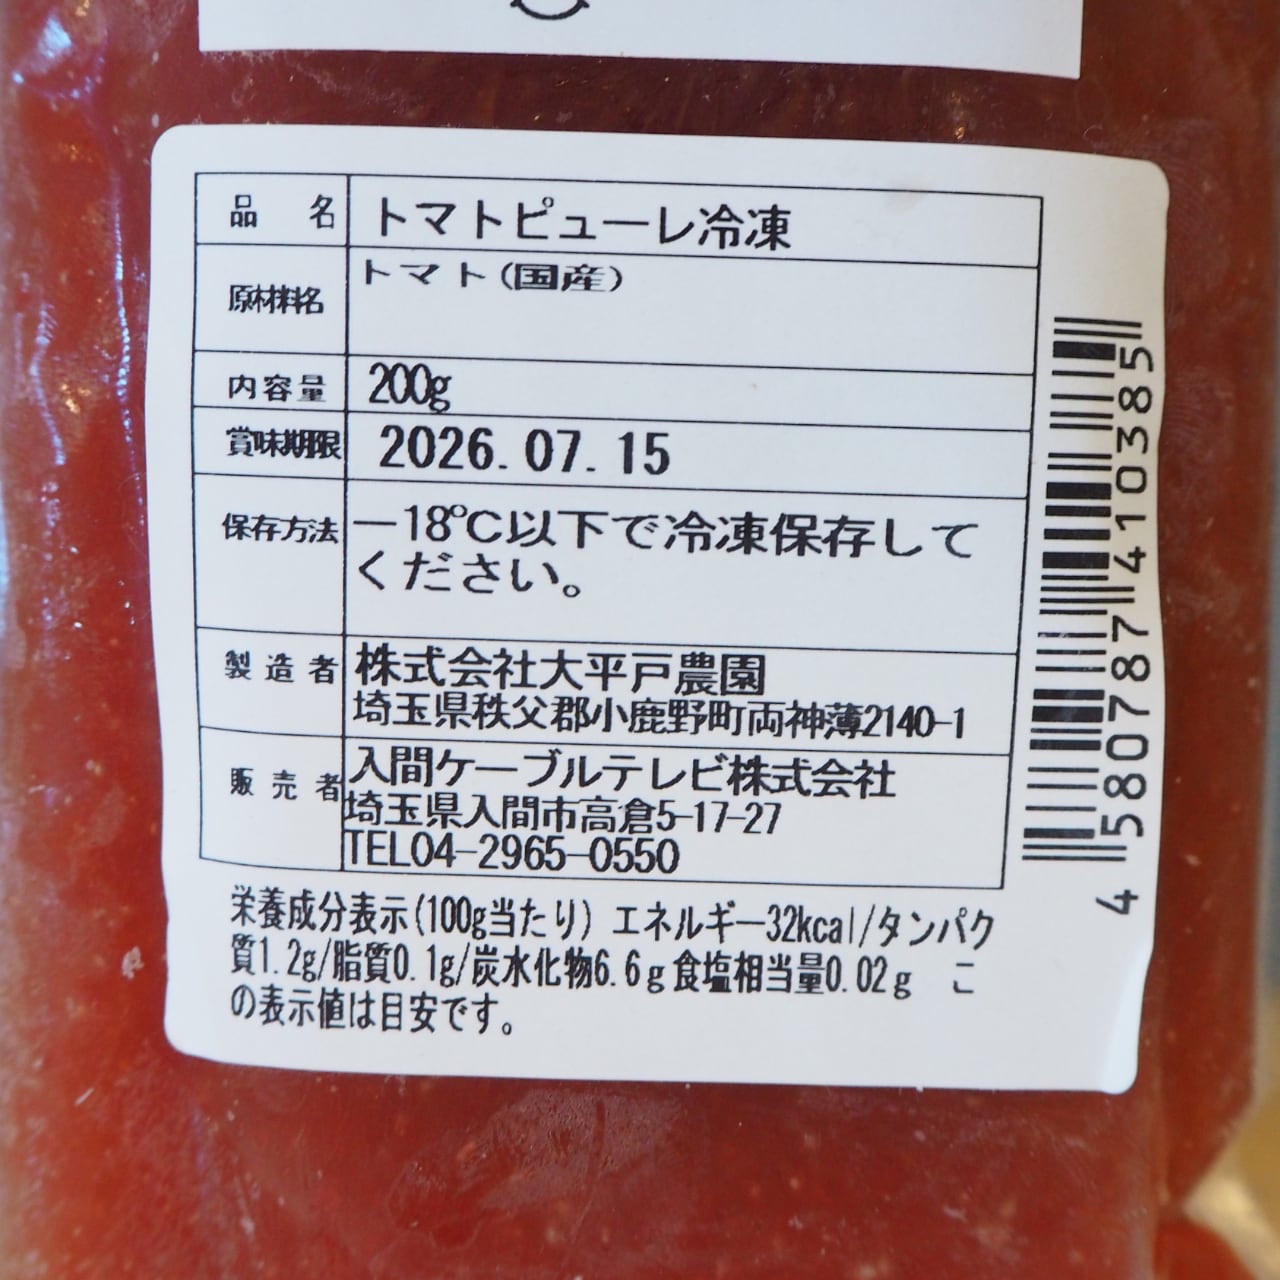 品名 トマトピューレ冷凍
原材料名 トマト(国産)
内容量 200g
賞味期限 2026.07.15
保存方法 ー18℃以下で冷凍保存して
ください。
製造者 株式会社大平戸農園
埼玉県秩父郡小鹿野町両神薄2140-1
販売者 入間ケーブルテレビ株式会社
埼玉県入間市高倉5-17-27
TEL04-2965-0550
栄養成分表示(100g当たり) エネルギー32kcal/タンパク
質1.2g/脂質0.1g/炭水化物6.6g食塩相当量0.02g こ
の表示値は目安です。
4580787410385